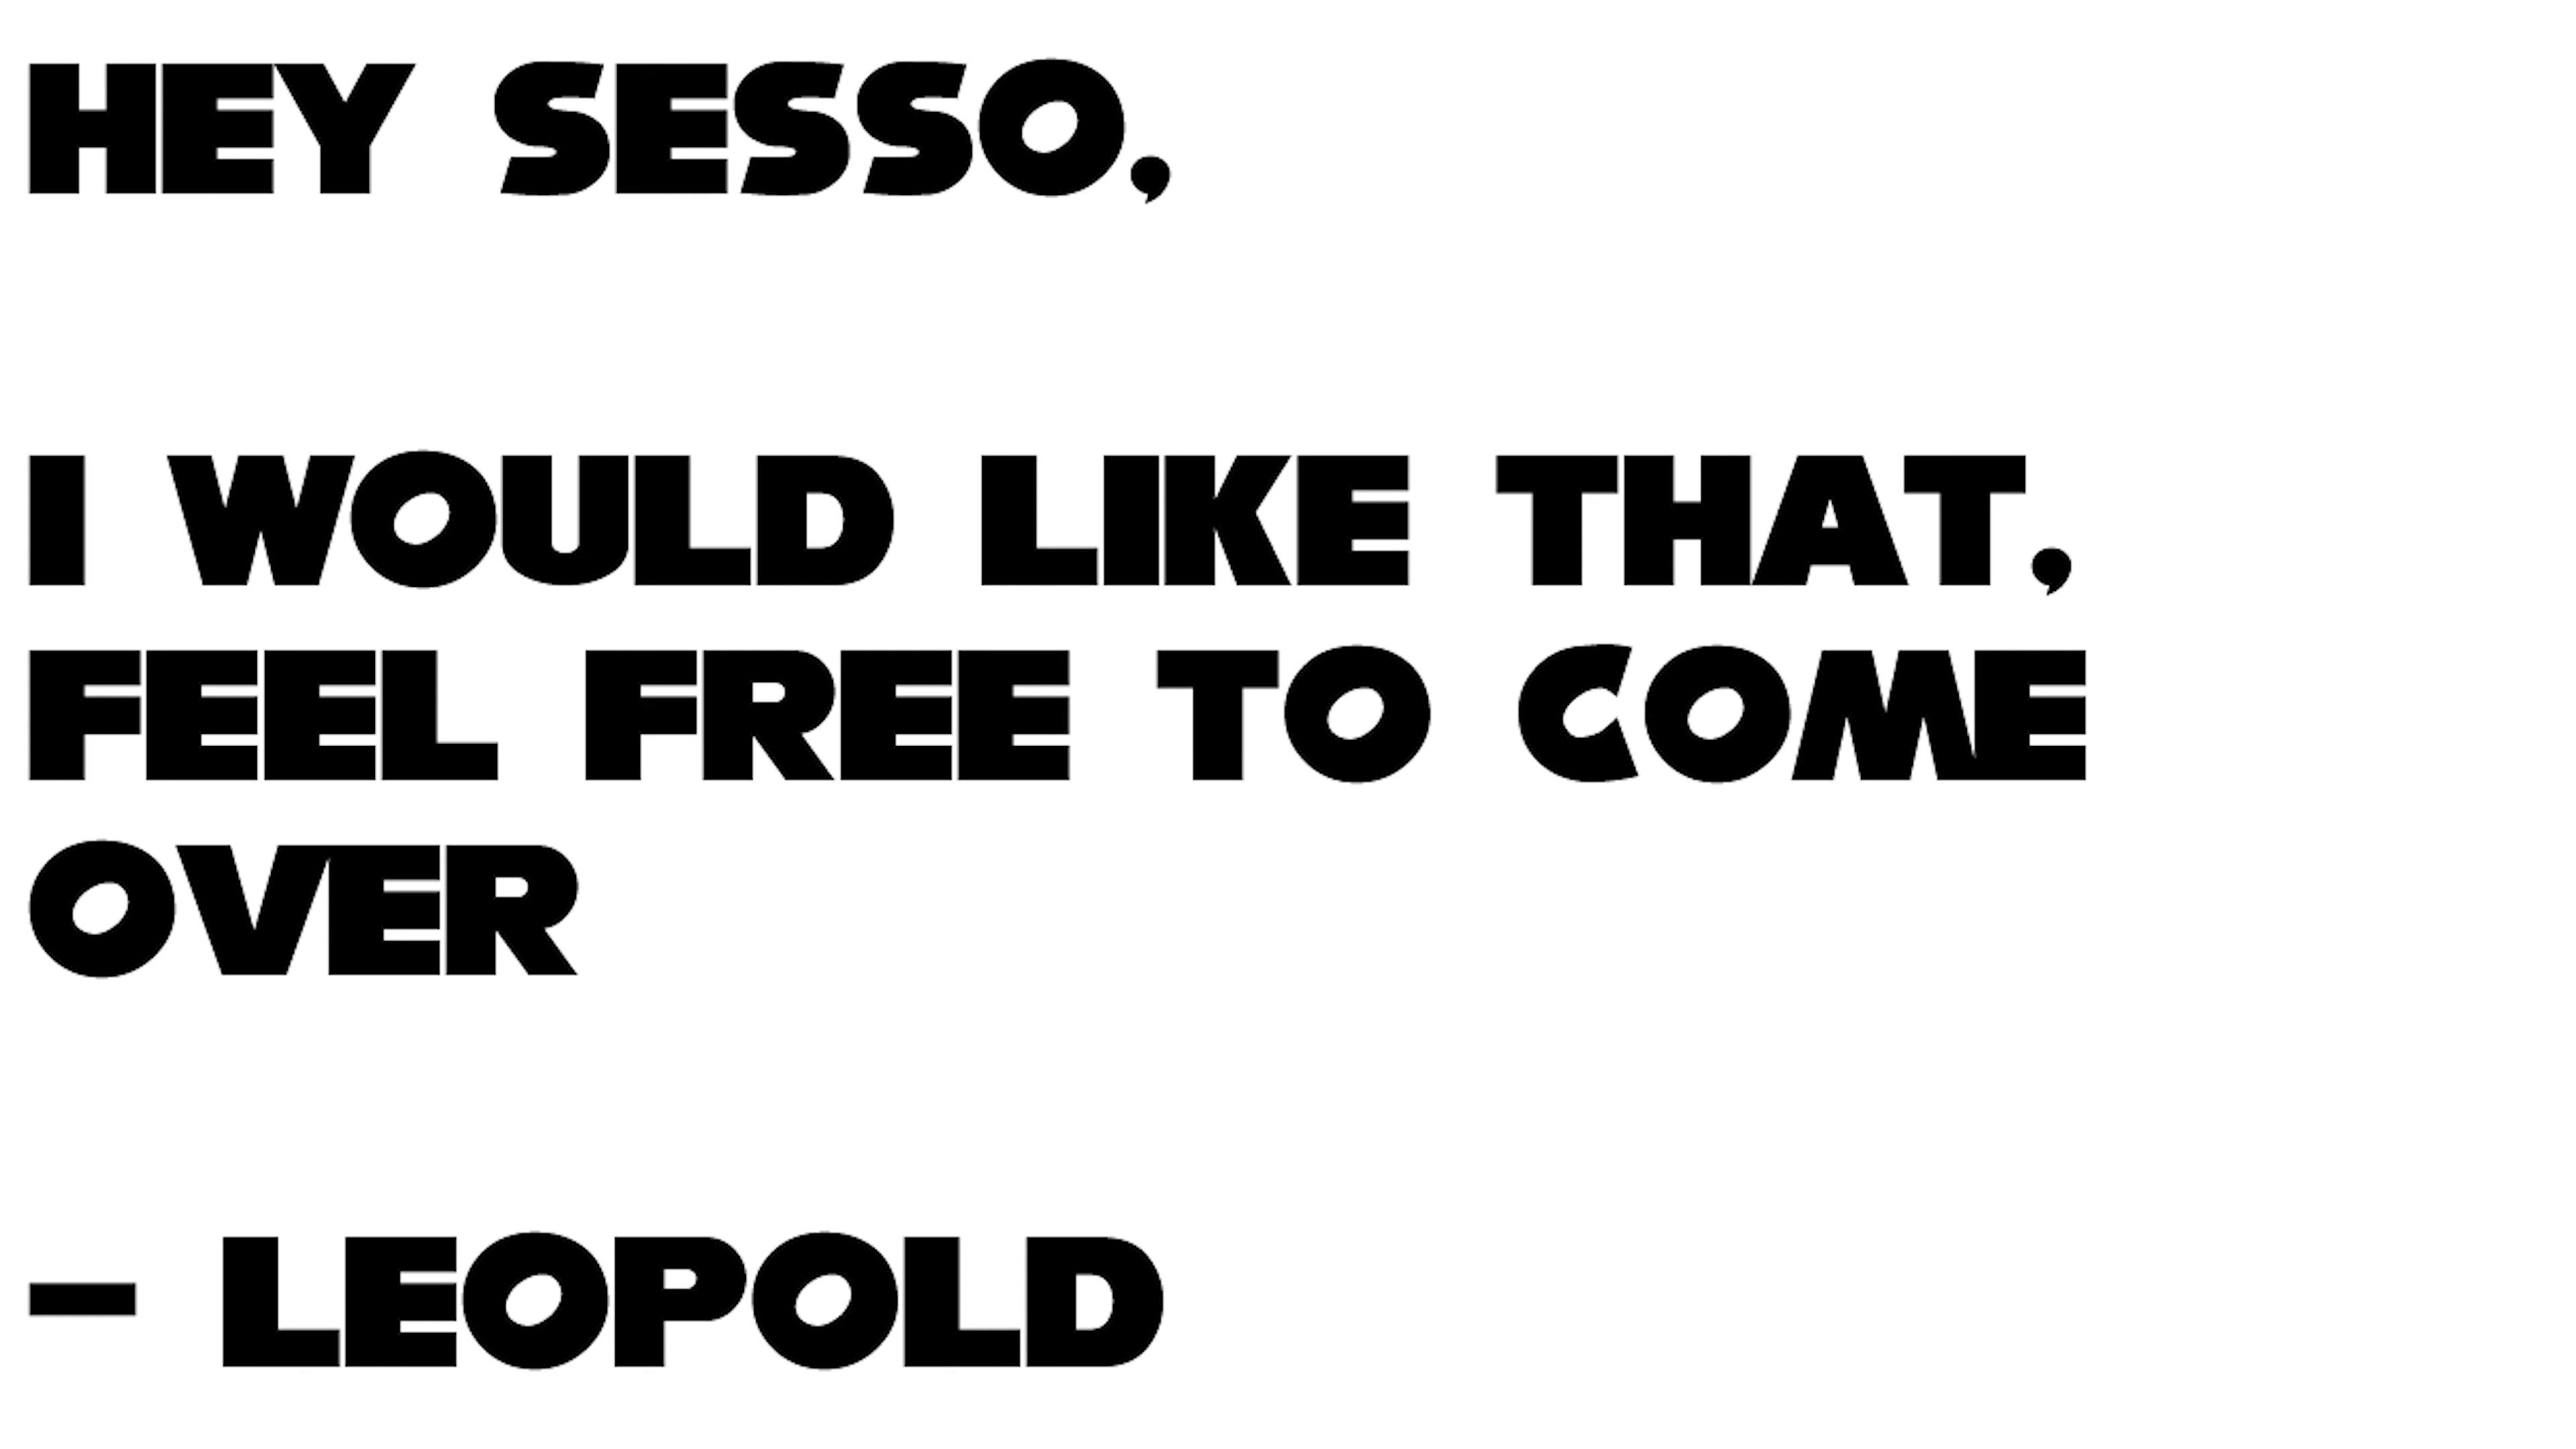 HEY SESSO,
I WOULD LIKE THAT,
FEEL FREE TO COME
OVER
- LEOPOLD